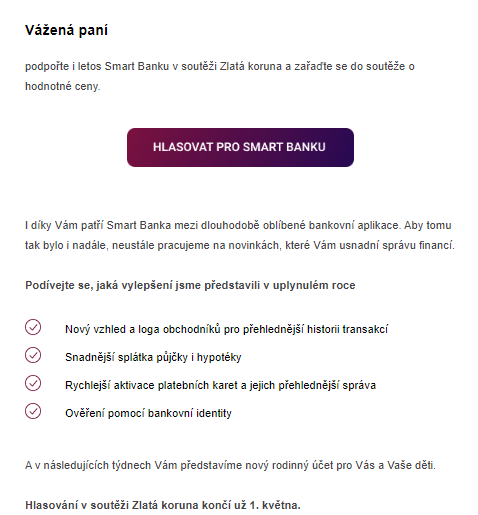 Vážená paní
podpořte i letos Smart Banku v soutěži Zlatá koruna a zařaďte se do soutěže o
hodnotné ceny.
HLASOVAT PRO SMART BANKU
I díky Vám patří Smart Banka mezi dlouhodobě oblíbené bankovní aplikace. Aby tomu
tak bylo i nadále, neustále pracujeme na novinkách, které Vám usnadní správu financí.
Podívejte se, jaká vylepšení jsme představili v uplynulém roce
Nový vzhled a loga obchodníků pro přehlednější historii transakcí
Snadnější splátka půjčky i hypotéky
Rychlejší aktivace platebních karet a jejich přehlednější správa
Ověření pomocí bankovní identity
A v následujících týdnech Vám představíme nový rodinný účet pro Vás a Vaše děti.
Hlasování v soutěži Zlatá koruna končí už 1. května.